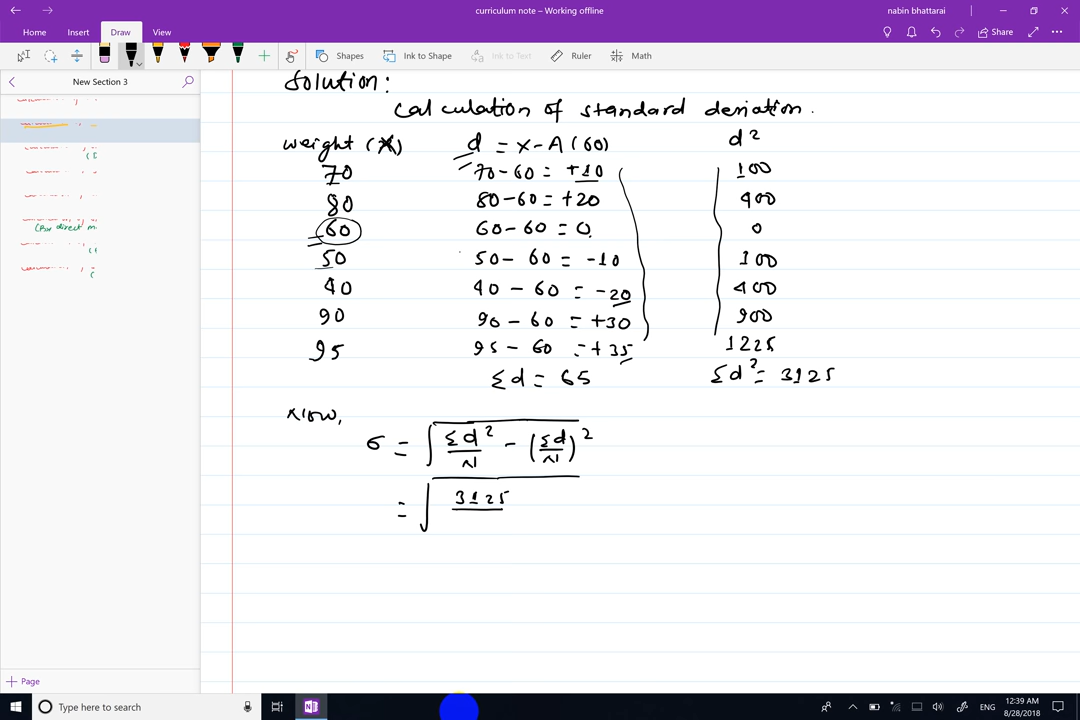 curriculum note – Working offline
nabin bhattarai
Home Insert Draw View
Share
Shapes Ink to Shape Ink to Text Ruler Math
New Section 3
Solution:
Calculation of standard deviation.
weight (X) d = X-A (60) d²
70 70-60 = +10 100
80 80-60 = +20 400
60 60-60 = 0 0
50 50-60 = -10 100
40 40-60 = -20 400
90 90-60 = +30 900
95 95-60 = +35 1225
Σd = 65 Σd² = 3125
Now,
σ = √(Σd²/N - (Σd/N)²)
= √(3125
(By direct m.
+ Page
Type here to search
ENG
12:39 AM
8/28/2018